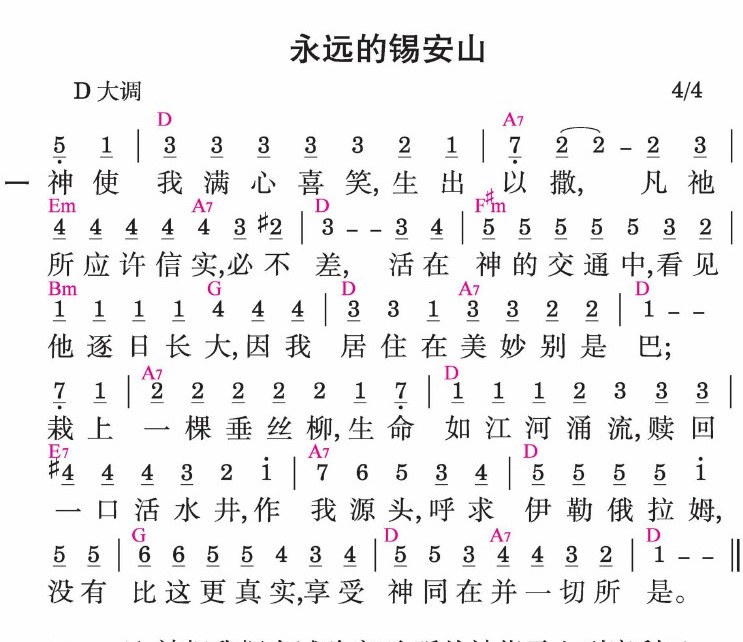 永远的锡安山
D 大调 4/4
D A7
5 1 | 3 3 3 3 3 2 1 | 7 2 2 – 2 3 |
一 神使 我满心喜笑,生出 以撒, 凡祂
Em A7 D F♯m
4 4 4 4 4 3 #2 | 3 – – 3 4 | 5 5 5 5 5 3 2 |
所应许信实,必不 差, 活在 神的交通中,看见
Bm G D A7 D
1 1 1 1 4 4 4 | 3 3 1 3 3 2 2 | 1 – –
他逐日长大,因我 居住在美妙别是 巴;
A7 D
7 1 | 2 2 2 2 2 1 7 | 1 1 1 2 3 3 3 |
栽上 一棵垂丝柳,生命 如江河涌流,赎回
E7 A7 D
#4 4 4 3 2 i | 7 6 5 3 4 | 5 5 5 5 i
一口活水井,作 我源头,呼求 伊勒俄拉姆,
G D A7 D
5 5 | 6 6 5 5 4 3 4 | 5 5 3 4 4 3 2 | 1 – – ‖
没有 比这更真实,享受 神同在并一切所 是。